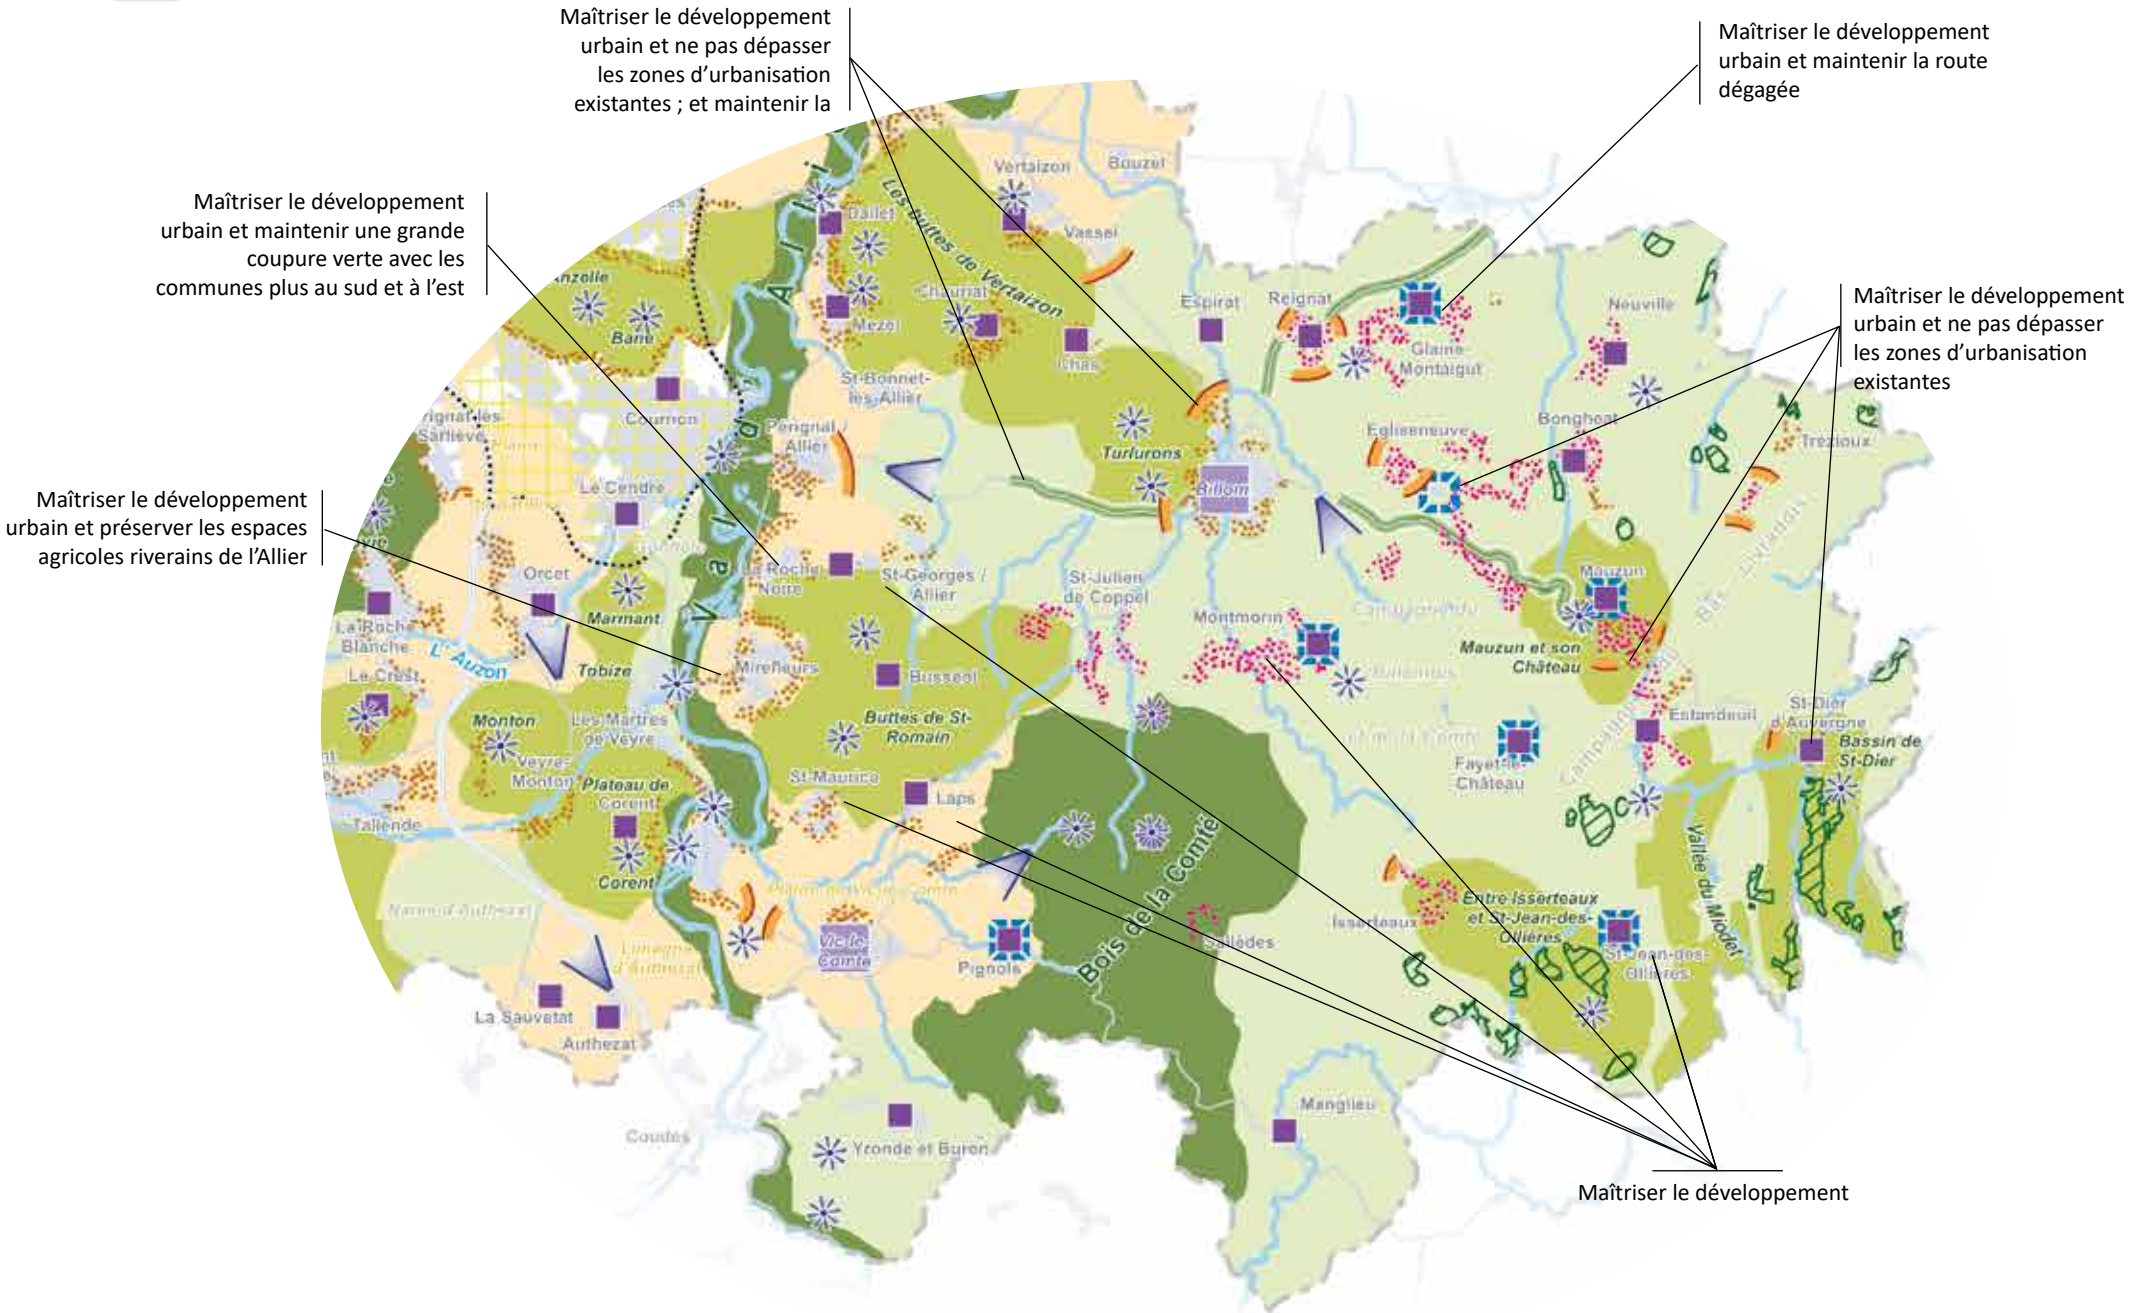 Maîtriser le développement
urbain et ne pas dépasser
les zones d'urbanisation
existantes ; et maintenir la
Maîtriser le développement
urbain et maintenir la route
dégagée
Maîtriser le développement
urbain et maintenir une grande
coupure verte avec les
communes plus au sud et à l'est
Maîtriser le développement
urbain et ne pas dépasser
les zones d'urbanisation
existantes
Maîtriser le développement
urbain et préserver les espaces
agricoles riverains de l'Allier
Maîtriser le développement
Vertaizon
Bouzel
Dallet
Vassel
Les buttes de Vertaizon
Val d'Allier
Bane
Mezel
Chauriat
Chas
Espirat
Reignat
Glaine
Montaigut
Neuville
St-Bonnet-
les-Allier
Cournon
Sarliève
Pérignat /
Allier
Turlurons
Billom
Egliseneuve
Bongheat
Trézioux
Le Cendre
Orcet
La Roche
Noire
St-Georges /
Allier
St-Julien
de Coppel
Mauzun
Marmant
Montmorin
La Roche
Blanche
L' Auzon
Tobize
Mirefleurs
Busséol
Mauzun et son
Château
Le Crest
Monton
Les Martres
de Veyre
Buttes de St-
Romain
Estandeuil
St-Dier
d'Auvergne
Bassin de
St-Dier
Veyre-
Monton
Plateau de
Corent
St-Maurice
Laps
Fayet-le-
Château
Tallende
Corent
Bois de la Comté
Vallée du Miodet
Entre Isserteaux
et St-Jean-des-
Ollières
Isserteaux
Limagne
d'Authezat
Vic-le-
Comte
Pignols
Sallèdes
St-Jean-des-
Ollières
La Sauvetat
Authezat
Manglieu
Coudes
Yronde et Buron